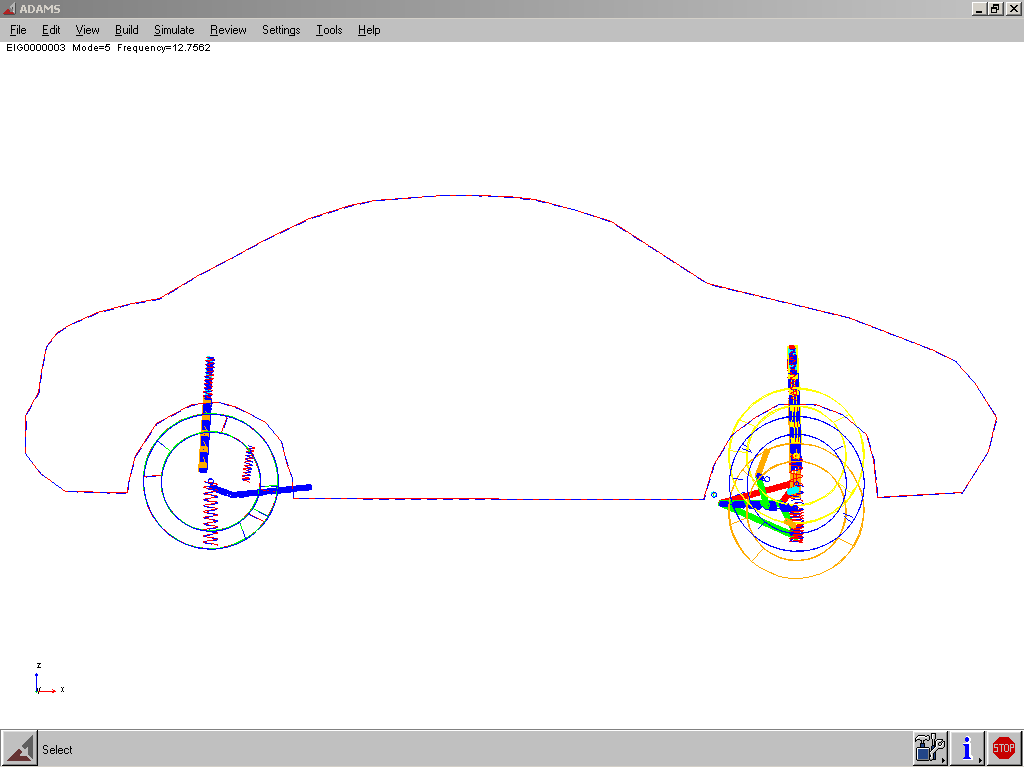 ADAMS
File Edit View Build Simulate Review Settings Tools Help
EIG0000003 Mode=5 Frequency=12.7562
z
y x
Select
i STOP